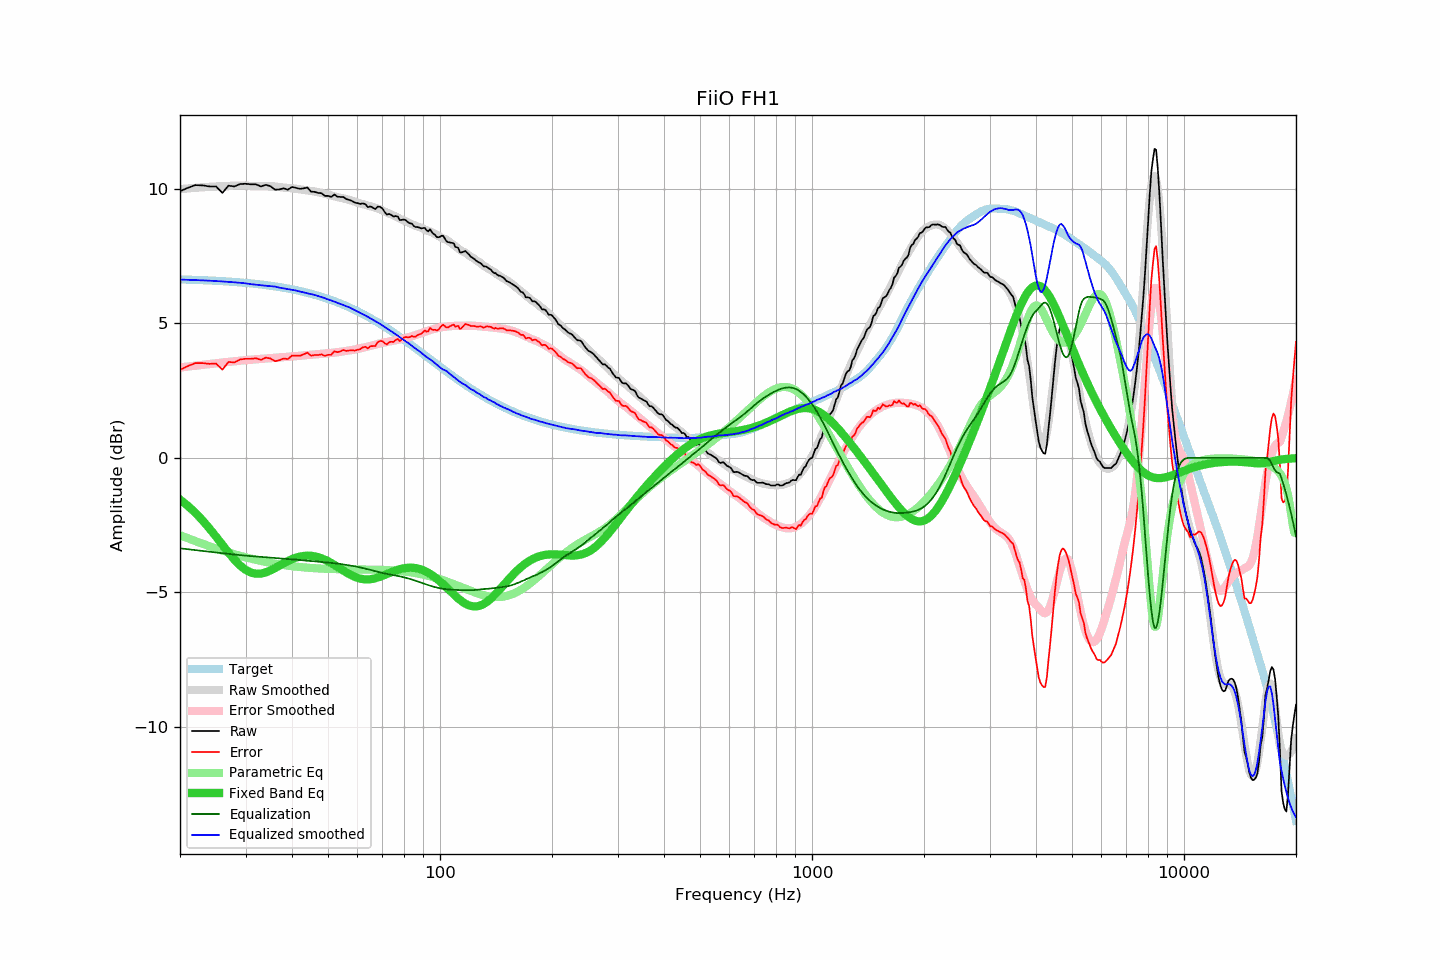 FiiO FH1
Amplitude (dBr)
10
5
0
−5
−10
Target
Raw Smoothed
Error Smoothed
Raw
Error
Parametric Eq
Fixed Band Eq
Equalization
Equalized smoothed
100
1000
10000
Frequency (Hz)